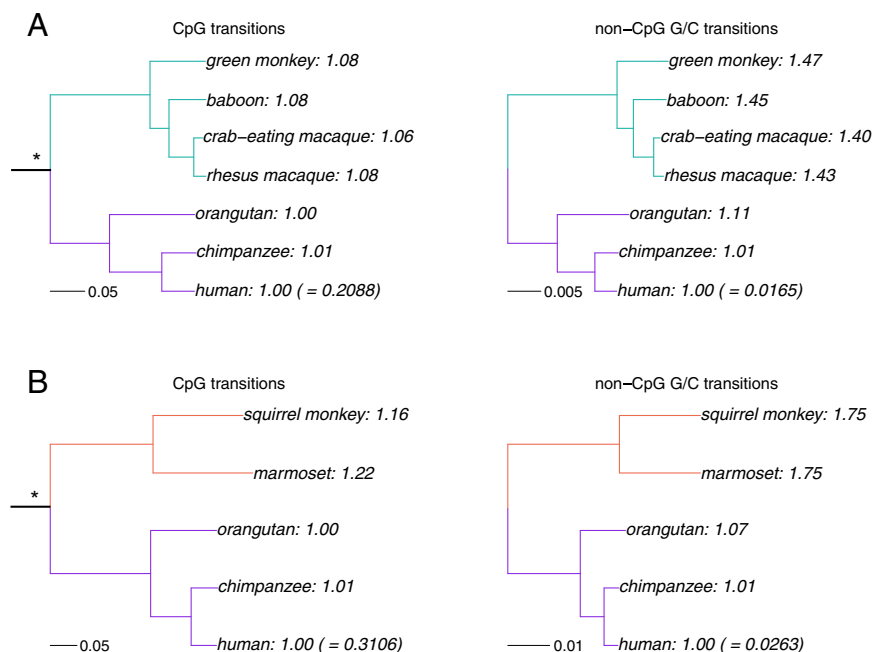 A
CpG transitions
green monkey: 1.08
baboon: 1.08
crab−eating macaque: 1.06
rhesus macaque: 1.08
orangutan: 1.00
chimpanzee: 1.01
human: 1.00 ( = 0.2088)
*
0.05
non−CpG G/C transitions
green monkey: 1.47
baboon: 1.45
crab−eating macaque: 1.40
rhesus macaque: 1.43
orangutan: 1.11
chimpanzee: 1.01
human: 1.00 ( = 0.0165)
0.005
B
CpG transitions
squirrel monkey: 1.16
marmoset: 1.22
orangutan: 1.00
chimpanzee: 1.01
human: 1.00 ( = 0.3106)
*
0.05
non−CpG G/C transitions
squirrel monkey: 1.75
marmoset: 1.75
orangutan: 1.07
chimpanzee: 1.01
human: 1.00 ( = 0.0263)
0.01